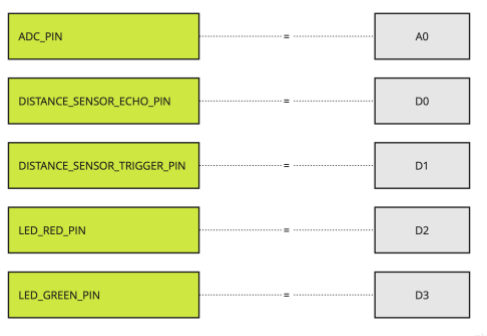 ADC_PIN = A0
DISTANCE_SENSOR_ECHO_PIN = D0
DISTANCE_SENSOR_TRIGGER_PIN = D1
LED_RED_PIN = D2
LED_GREEN_PIN = D3